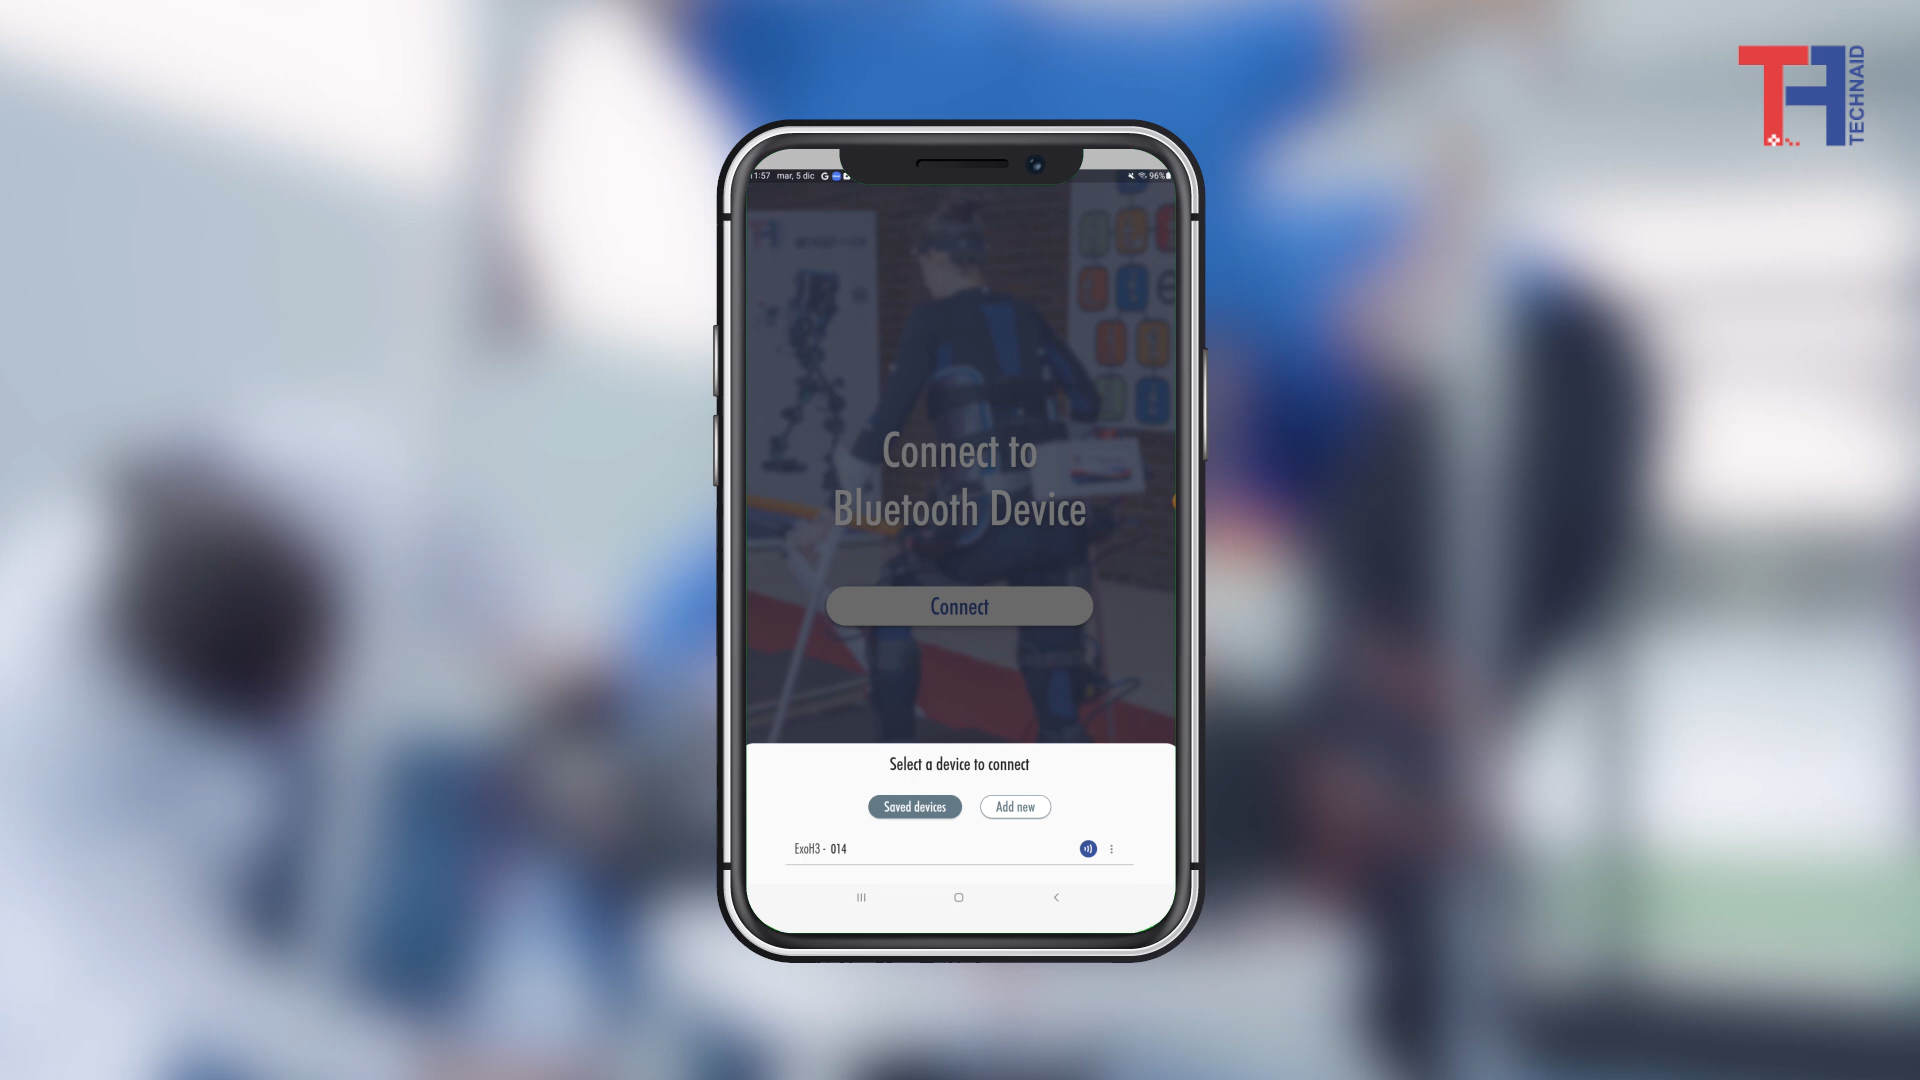 TECHNAID
11:57 mar, 5 dic
96%
Connect to
Bluetooth Device
Connect
Select a device to connect
Saved devices
Add new
ExoH3 - 014